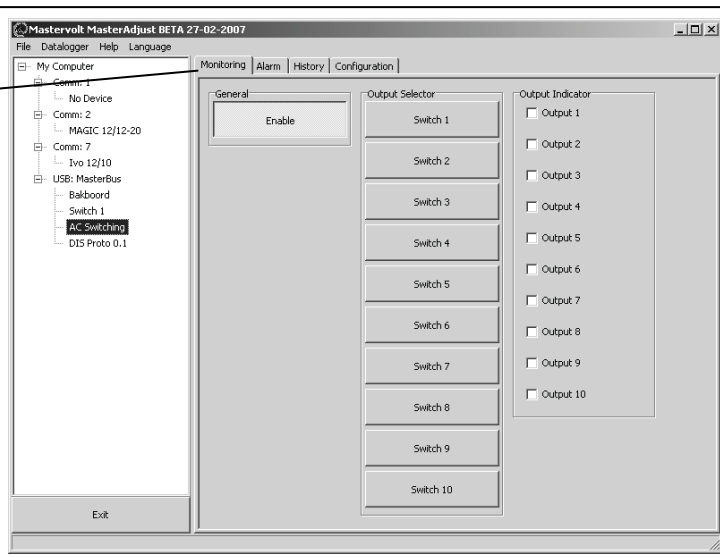 Mastervolt MasterAdjust BETA 27-02-2007
File Datalogger Help Language
My Computer
Comm: 1
No Device
Comm: 2
MAGIC 12/12-20
Comm: 7
Ivo 12/10
USB: MasterBus
Bakboord
Switch 1
AC Switching
DIS Proto 0.1
Exit
Monitoring Alarm History Configuration
General
Enable
Output Selector
Switch 1
Switch 2
Switch 3
Switch 4
Switch 5
Switch 6
Switch 7
Switch 8
Switch 9
Switch 10
Output Indicator
Output 1
Output 2
Output 3
Output 4
Output 5
Output 6
Output 7
Output 8
Output 9
Output 10